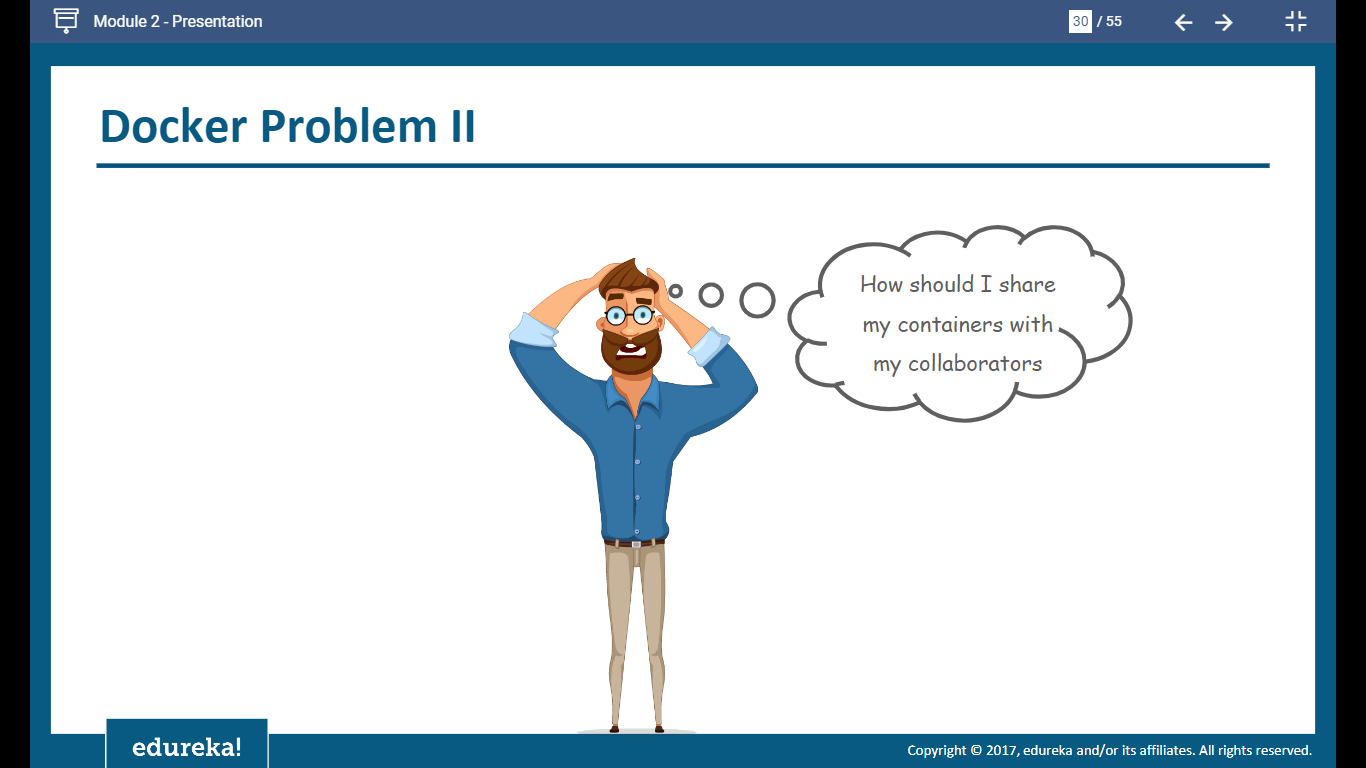 Module 2 - Presentation
30 / 55
Docker Problem II
How should I share
my containers with
my collaborators
edureka!
Copyright © 2017, edureka and/or its affiliates. All rights reserved.